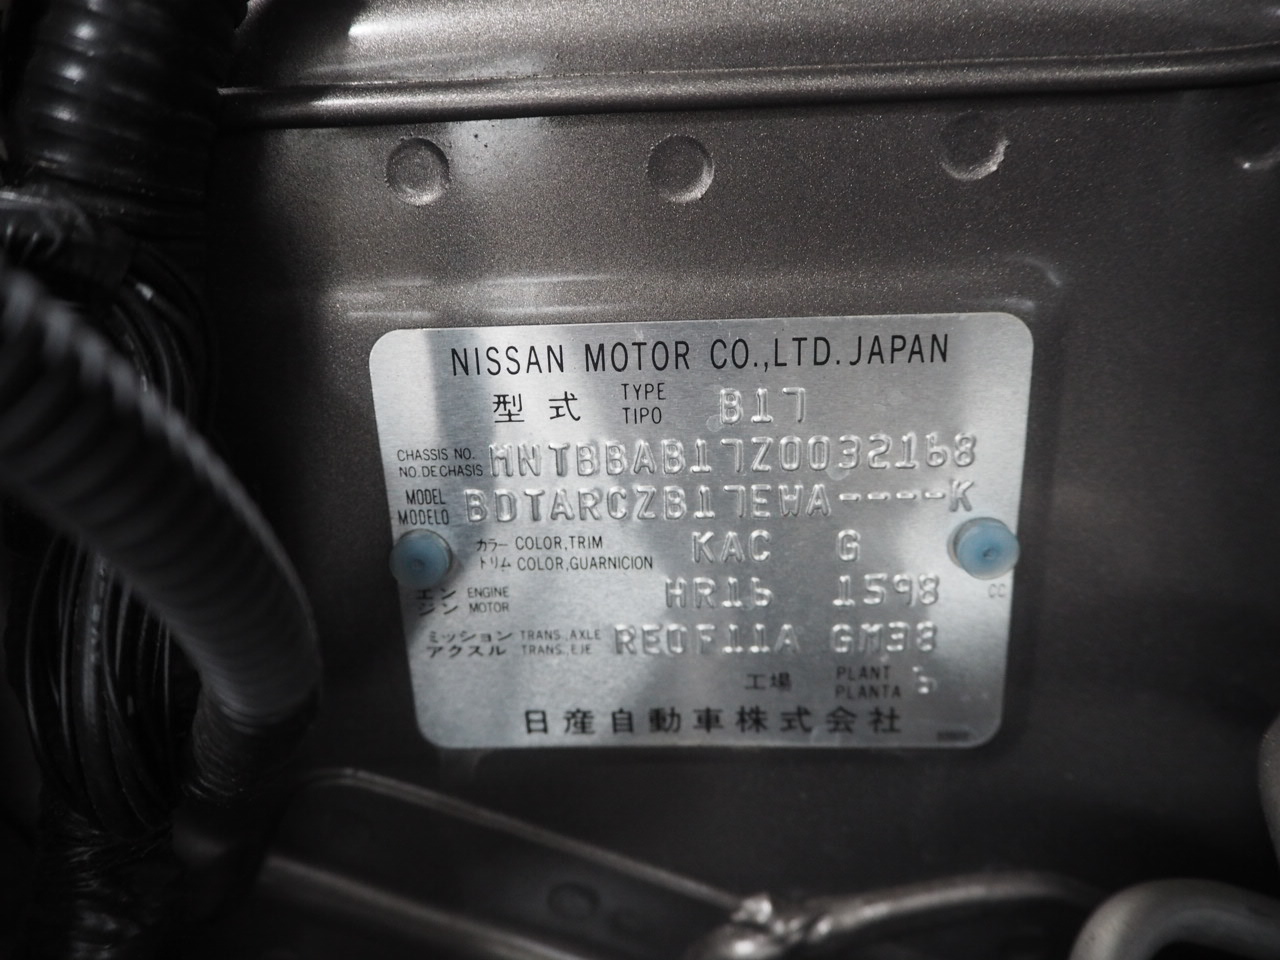 NISSAN MOTOR CO.,LTD. JAPAN
型式 TYPE TIPO B17
CHASSIS NO. NO. DE CHASIS MNTBBAB17Z0032168
MODEL MODELO BDTARCZB17EWA----K
カラー トリム COLOR,TRIM COLOR,GUARNICION KAC G
エンジン ENGINE MOTOR HR16 1598 CC
ミッション アクスル TRANS.,AXLE TRANS.,EJE RE0F11A GM38
工場 PLANT PLANTA 6
日産自動車株式会社